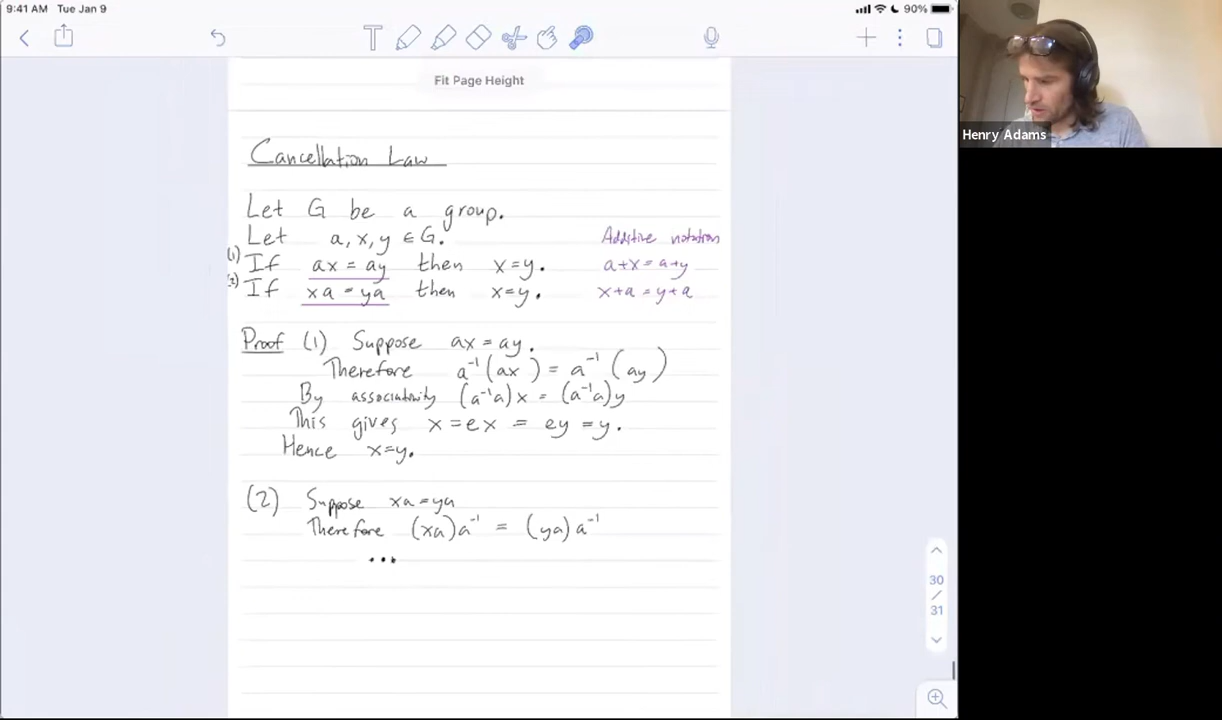 9:41 AM Tue Jan 9
90%
Fit Page Height
Henry Adams
Cancellation Law
Let G be a group.
Let a, x, y ∈ G.
Additive notation
(1) If ax = ay then x=y.
a+x = a+y
(2) If xa = ya then x=y.
x+a = y+a
Proof (1) Suppose ax = ay.
Therefore a⁻¹(ax) = a⁻¹(ay)
By associativity (a⁻¹a)x = (a⁻¹a)y
This gives x = ex = ey = y.
Hence x=y.
(2) Suppose xa = ya
Therefore (xa)a⁻¹ = (ya)a⁻¹
...
30
/
31